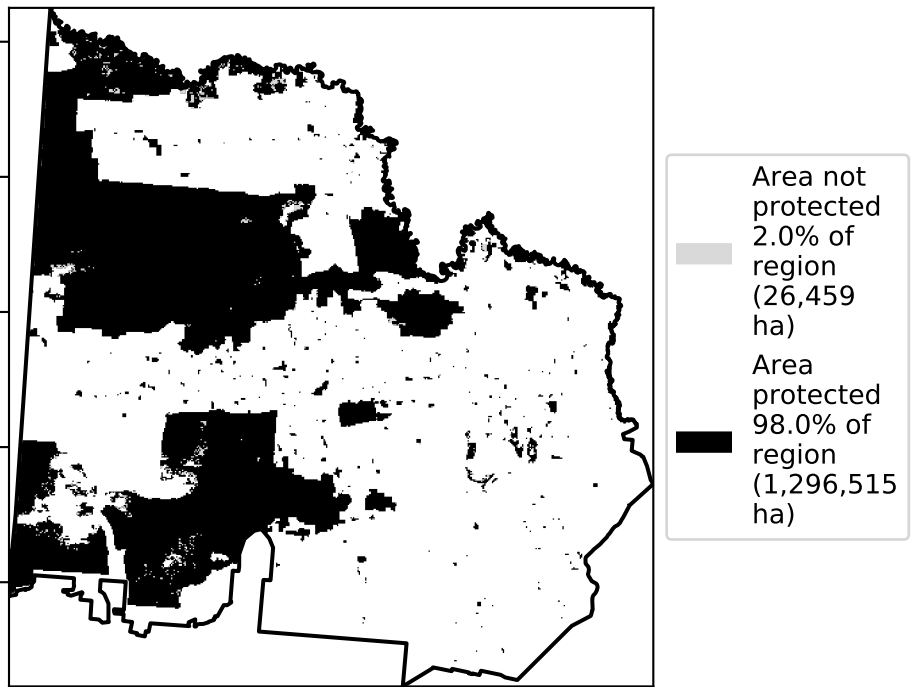 Area not
protected
2.0% of
region
(26,459
ha)
Area
protected
98.0% of
region
(1,296,515
ha)